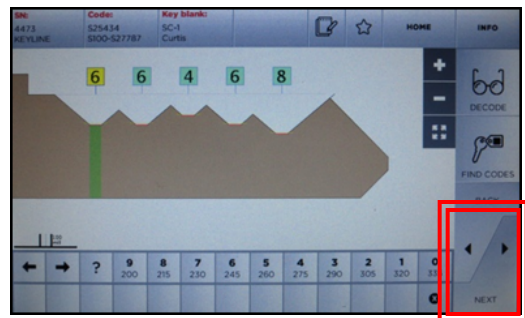 SN: Code: Key blank:
4473 S25434 SC-1
KEYLINE S100-S27787 Curtis
HOME INFO
6 6 4 6 8
+
-
DECODE
FIND CODES
BACK
? 9 8 7 6 5 4 3 2 1 0
200 215 230 245 260 275 290 305 320
NEXT